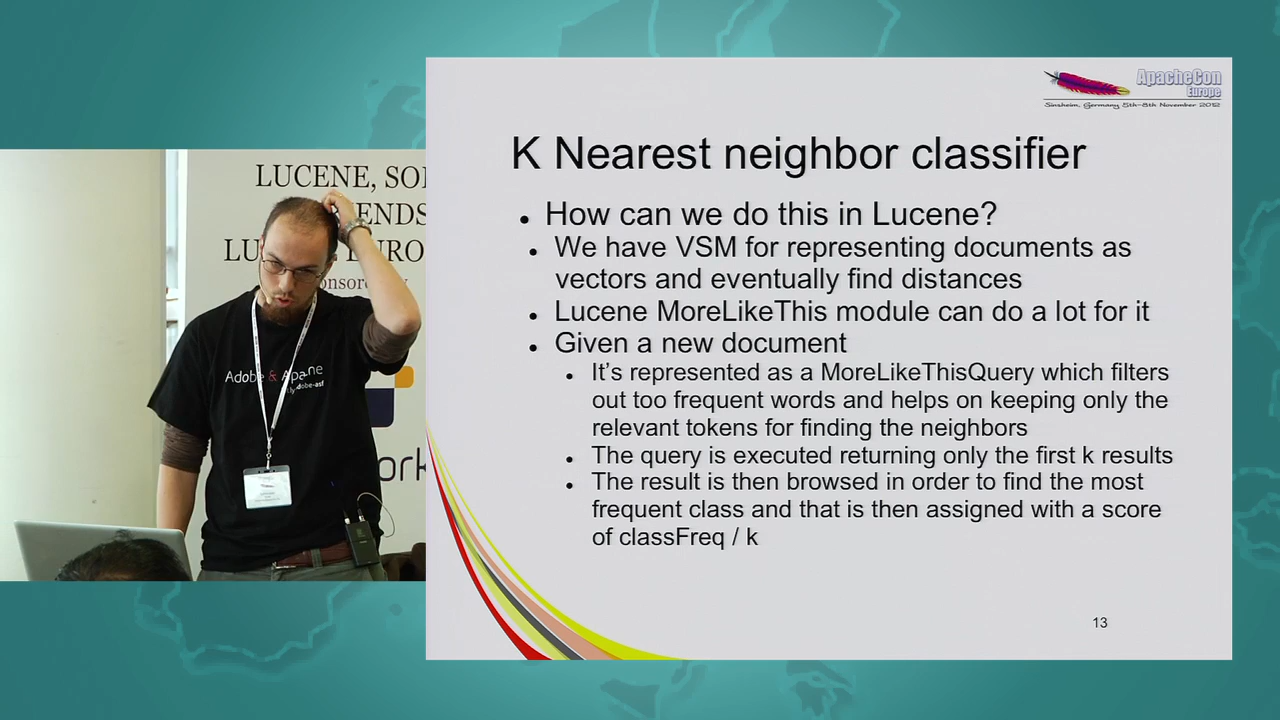 ApacheCon
Europe
Sinsheim, Germany 5th-8th November 2012
K Nearest neighbor classifier
• How can we do this in Lucene?
• We have VSM for representing documents as
vectors and eventually find distances
• Lucene MoreLikeThis module can do a lot for it
• Given a new document
• It’s represented as a MoreLikeThisQuery which filters
out too frequent words and helps on keeping only the
relevant tokens for finding the neighbors
• The query is executed returning only the first k results
• The result is then browsed in order to find the most
frequent class and that is then assigned with a score
of classFreq / k
13
LUCENE, SO
ENDS
LU EURO
Adobe & Apache
adobe-asf
ork